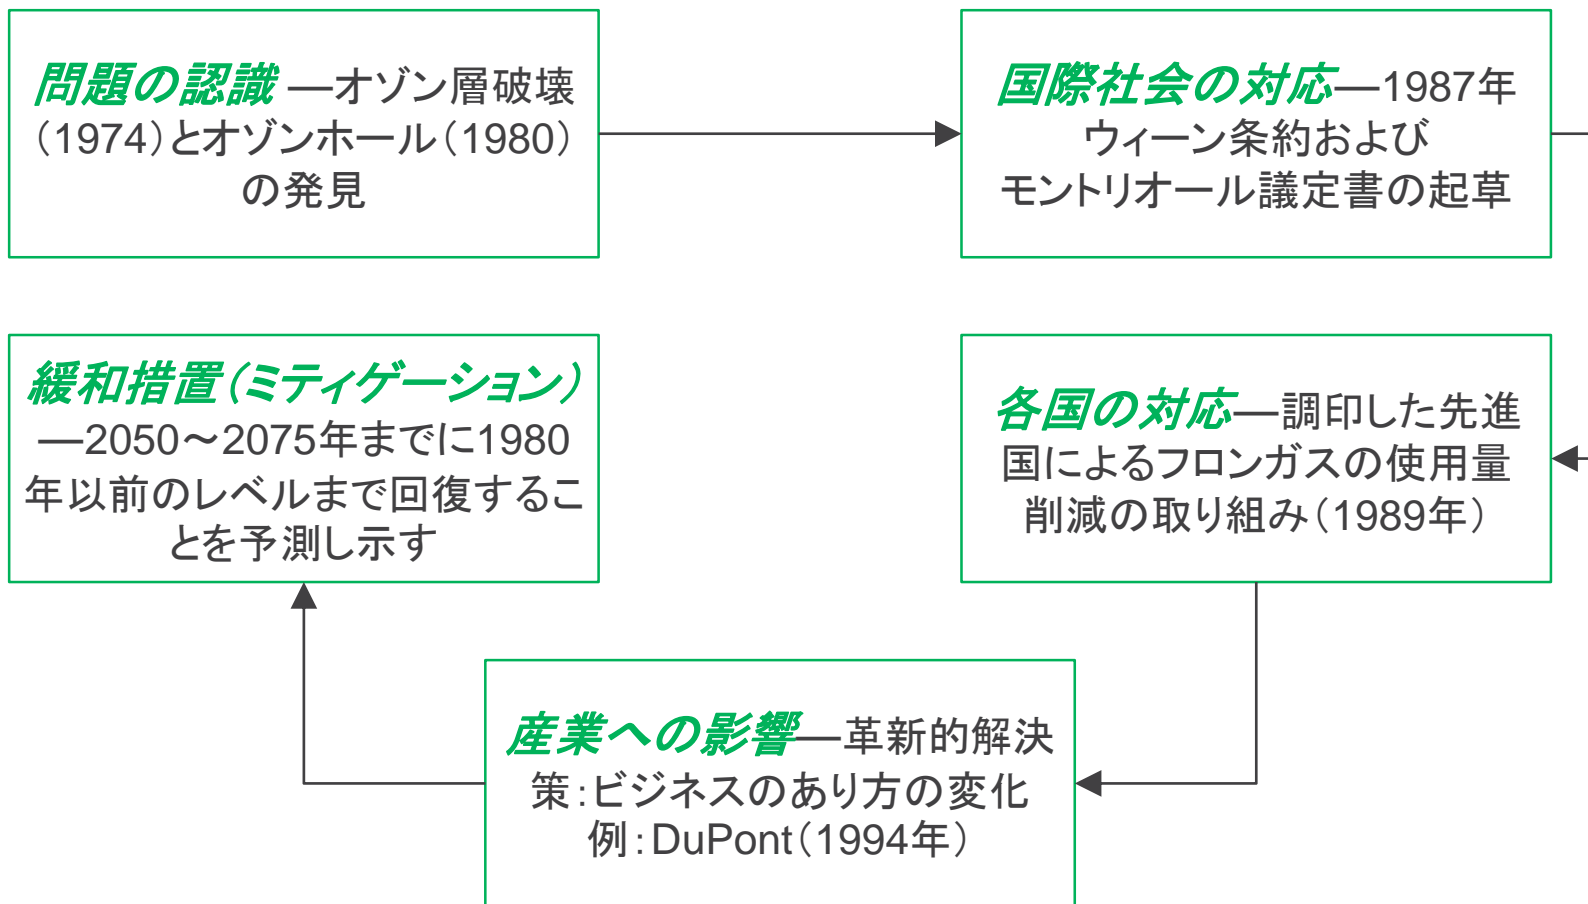 問題の認識 —オゾン層破壊
(1974)とオゾンホール(1980)
の発見
国際社会の対応—1987年
ウィーン条約および
モントリオール議定書の起草
緩和措置(ミティゲーション)
—2050~2075年までに1980
年以前のレベルまで回復するこ
とを予測し示す
各国の対応—調印した先進
国によるフロンガスの使用量
削減の取り組み(1989年)
産業への影響—革新的解決
策:ビジネスのあり方の変化
例:DuPont(1994年)